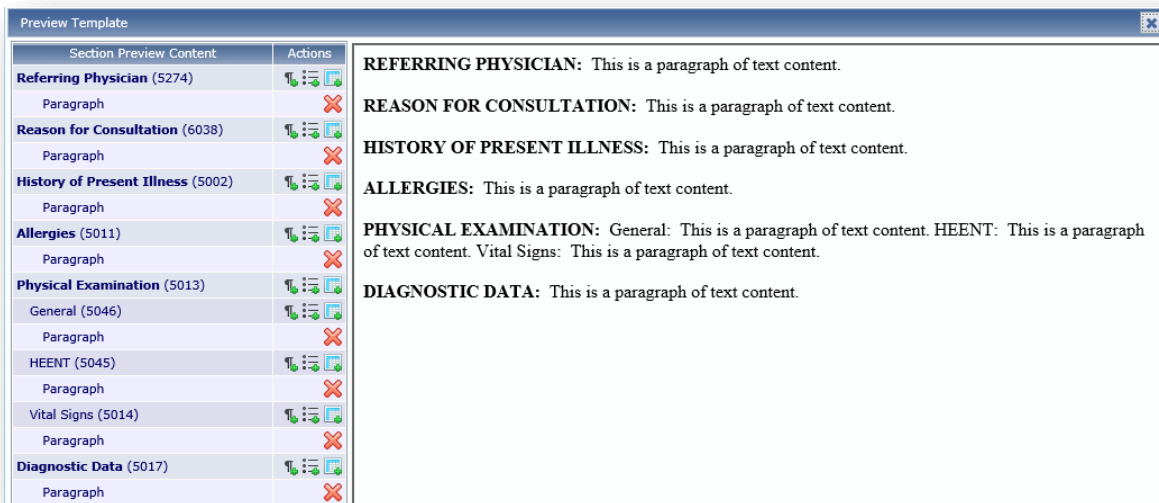 Preview Template
Section Preview Content Actions
Referring Physician (5274)
Paragraph
Reason for Consultation (6038)
Paragraph
History of Present Illness (5002)
Paragraph
Allergies (5011)
Paragraph
Physical Examination (5013)
General (5046)
Paragraph
HEENT (5045)
Paragraph
Vital Signs (5014)
Paragraph
Diagnostic Data (5017)
Paragraph
REFERRING PHYSICIAN: This is a paragraph of text content.
REASON FOR CONSULTATION: This is a paragraph of text content.
HISTORY OF PRESENT ILLNESS: This is a paragraph of text content.
ALLERGIES: This is a paragraph of text content.
PHYSICAL EXAMINATION: General: This is a paragraph of text content. HEENT: This is a paragraph
of text content. Vital Signs: This is a paragraph of text content.
DIAGNOSTIC DATA: This is a paragraph of text content.